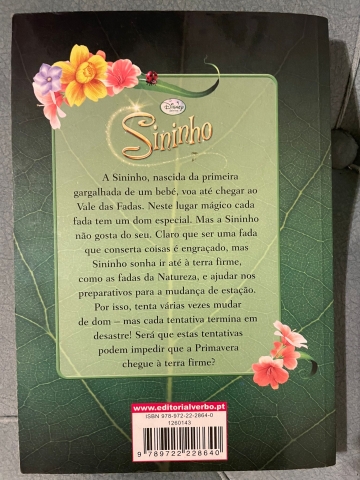 Disney
Sininho
A Sininho, nascida da primeira
gargalhada de um bebé, voa até chegar ao
Vale das Fadas. Neste lugar mágico cada
fada tem um dom especial. Mas a Sininho
não gosta do seu. Claro que ser uma fada
que conserta coisas é engraçado, mas
Sininho sonha ir até à terra firme,
como as fadas da Natureza, e ajudar nos
preparativos para a mudança de estação.
Por isso, tenta várias vezes mudar
de dom – mas cada tentativa termina em
desastre! Será que estas tentativas
podem impedir que a Primavera
chegue à terra firme?
www.editorialverbo.pt
ISBN 978-972-22-2864-0
1260143
9 789722 228640